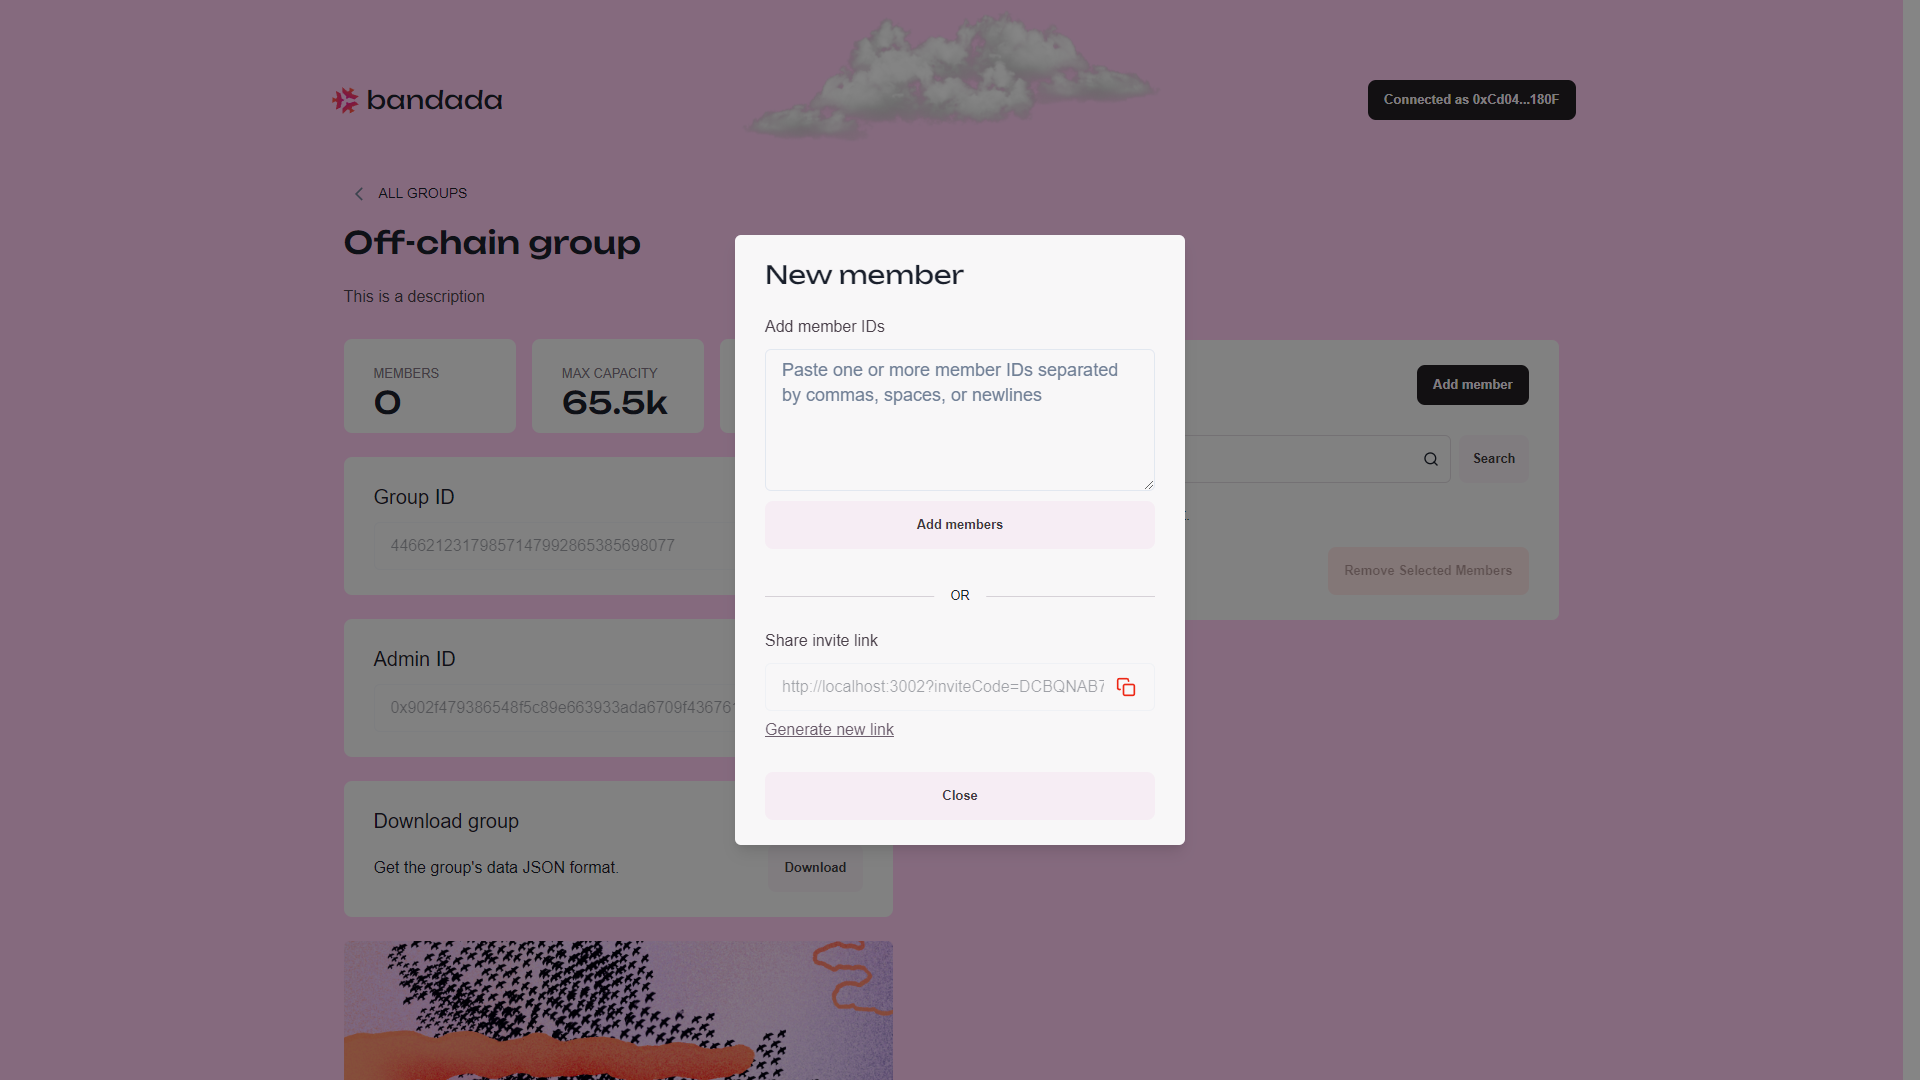 bandada
Connected as 0xCd04...180F
ALL GROUPS
Off-chain group
This is a description
MEMBERS
0
MAX CAPACITY
65.5k
Group ID
44662123179857147992865385698077
Admin ID
0x902f479386548f5c89e663933ada6709f43676
Download group
Get the group's data JSON format.
Download
New member
Add member IDs
Paste one or more member IDs separated
by commas, spaces, or newlines
Add members
OR
Share invite link
http://localhost:3002?inviteCode=DCBQNAB7
Generate new link
Close
Add member
Search
Remove Selected Members